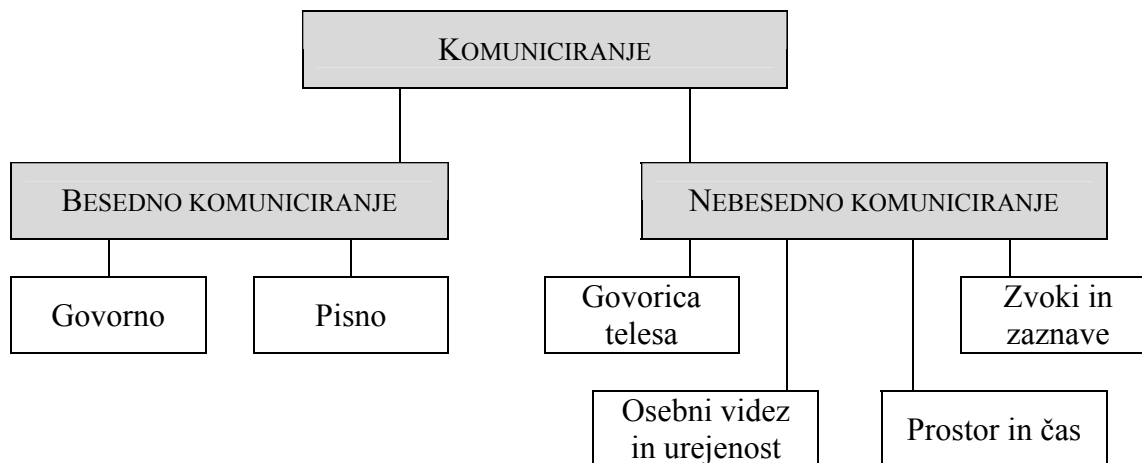 KOMUNICIRANJE
BESEDNO KOMUNICIRANJE
NEBESEDNO KOMUNICIRANJE
Govorno
Pisno
Govorica
telesa
Zvoki in
zaznave
Osebni videz
in urejenost
Prostor in čas